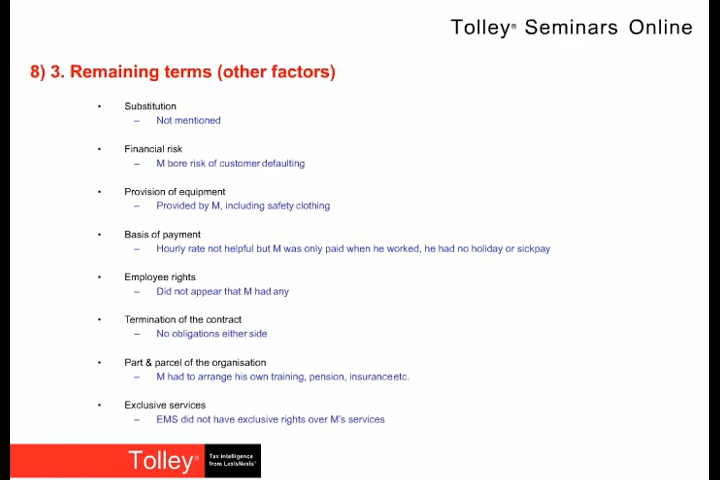 Tolley® Seminars Online
8) 3. Remaining terms (other factors)
• Substitution
– Not mentioned
• Financial risk
– M bore risk of customer defaulting
• Provision of equipment
– Provided by M, including safety clothing
• Basis of payment
– Hourly rate not helpful but M was only paid when he worked, he had no holiday or sickpay
• Employee rights
– Did not appear that M had any
• Termination of the contract
– No obligations either side
• Part & parcel of the organisation
– M had to arrange his own training, pension, insurance etc.
• Exclusive services
– EMS did not have exclusive rights over M's services
Tolley®
Tax intelligence
from LexisNexis®